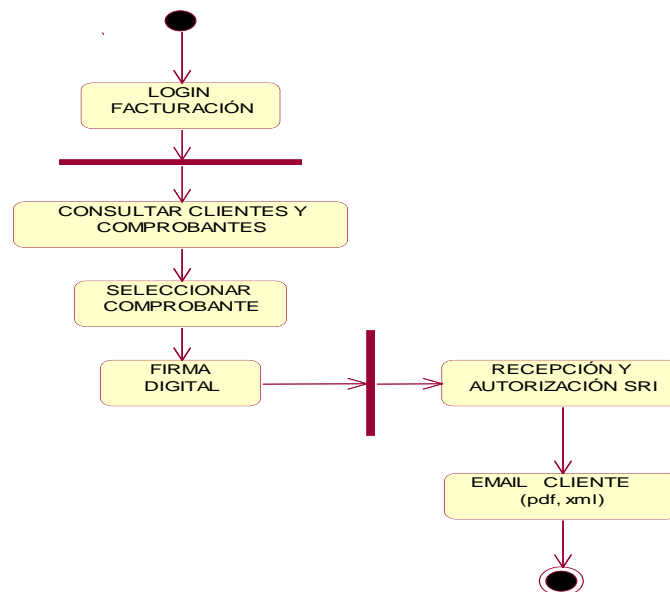 LOGIN
FACTURACIÓN
CONSULTAR CLIENTES Y
COMPROBANTES
SELECCIONAR
COMPROBANTE
FIRMA
DIGITAL
RECEPCIÓN Y
AUTORIZACIÓN SRI
EMAIL CLIENTE
(pdf, xml)